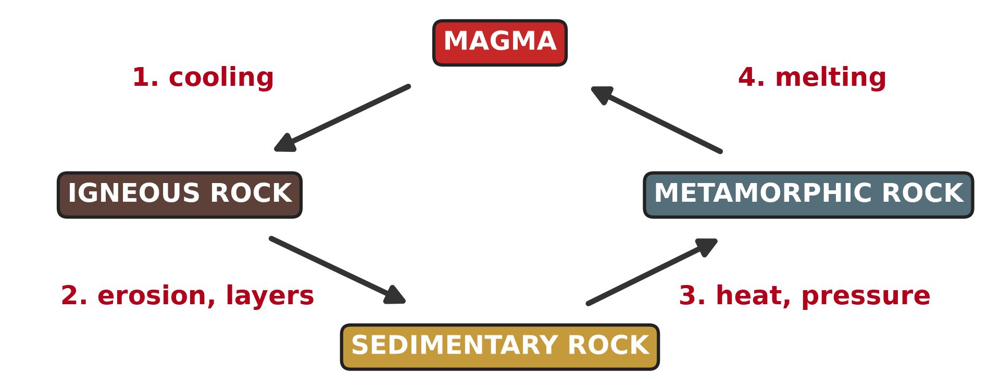 MAGMA
1. cooling
4. melting
IGNEOUS ROCK
METAMORPHIC ROCK
2. erosion, layers
3. heat, pressure
SEDIMENTARY ROCK